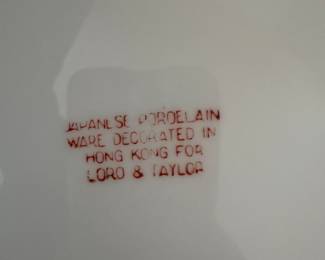 JAPANESE PORCELAIN
WARE DECORATED IN
HONG KONG FOR
LORD & TAYLOR